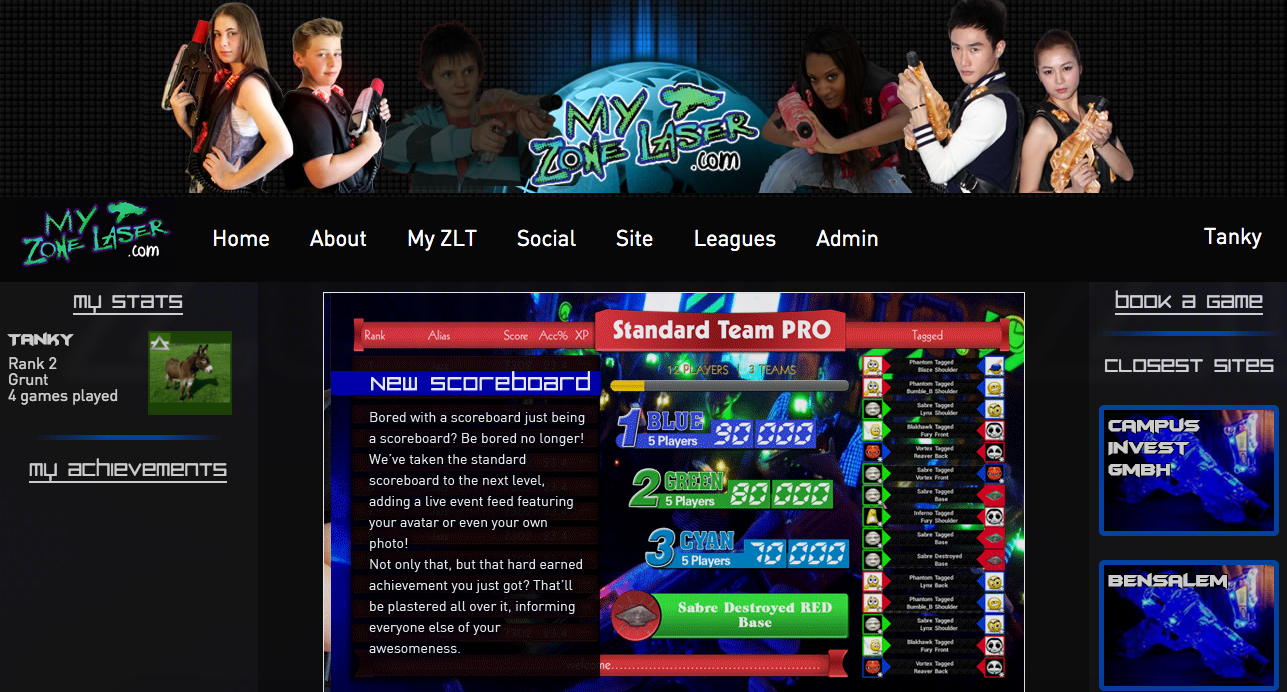 MY
ZONE LASER
.com
MY
ZONE LASER
.com
Home
About
My ZLT
Social
Site
Leagues
Admin
Tanky
my stats
TANKY
Rank 2
Grunt
4 games played
my achievements
Rank Alias Score Acc% XP
Standard Team PRO
Tagged
12 PLAYERS | 3 TEAMS
New scoreboard
Bored with a scoreboard just being
a scoreboard? Be bored no longer!
We've taken the standard
scoreboard to the next level,
adding a live event feed featuring
your avatar or even your own
photo!
Not only that, but that hard earned
achievement you just got? That'll
be plastered all over it, informing
everyone else of your
awesomeness.
1 BLUE
5 Players 90 000
2 GREEN
5 Players 80 000
3 CYAN
5 Players 70 000
Sabre Destroyed RED
Base
welcome
Phantom Tagged
Blaze Shoulder
Phantom Tagged
Bumble_B Shoulder
Sabre Tagged
Lynx Shoulder
Blakhawk Tagged
Fury Front
Vortex Tagged
Reaver Back
Sabre Tagged
Vortex Front
Sabre Tagged
Base
Inferno Tagged
Fury Shoulder
Sabre Tagged
Base
Sabre Destroyed
Base
Phantom Tagged
Lynx Back
Phantom Tagged
Bumble_B Shoulder
Sabre Tagged
Lynx Shoulder
Blakhawk Tagged
Fury Front
Vortex Tagged
Reaver Back
book a game
closest sites
CAMPUS
INVEST
GMBH
BENSALEM